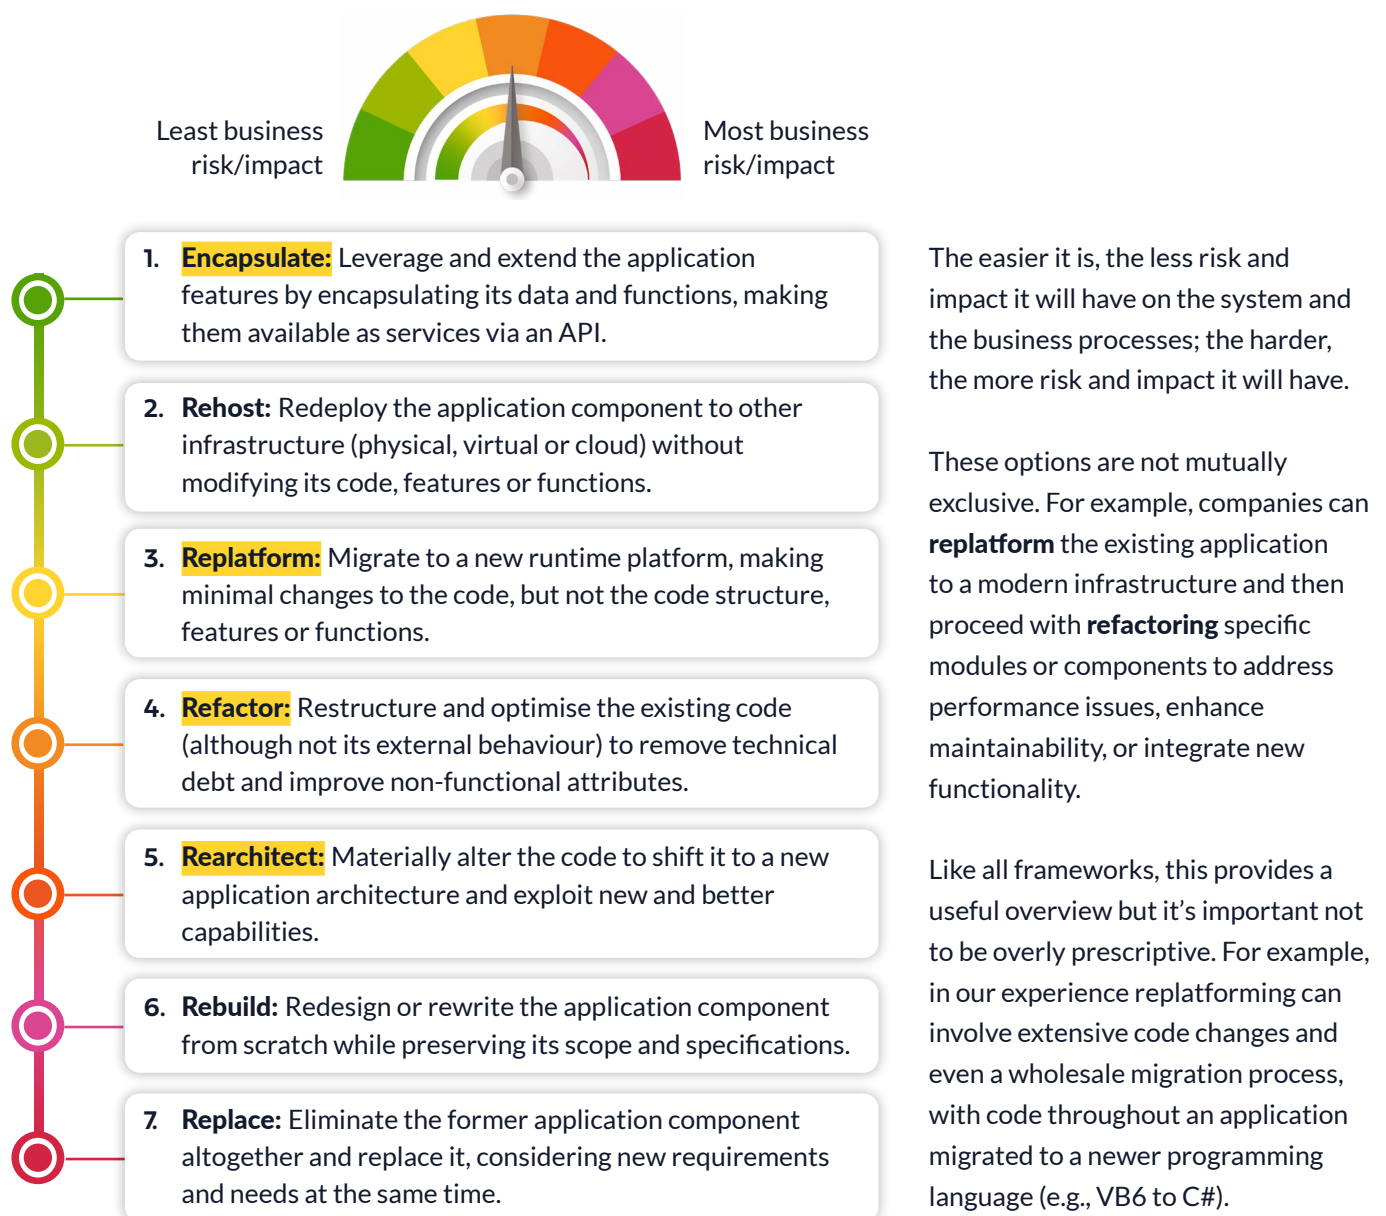 Least business
risk/impact
Most business
risk/impact
1. Encapsulate: Leverage and extend the application
features by encapsulating its data and functions, making
them available as services via an API.
2. Rehost: Redeploy the application component to other
infrastructure (physical, virtual or cloud) without
modifying its code, features or functions.
3. Replatform: Migrate to a new runtime platform, making
minimal changes to the code, but not the code structure,
features or functions.
4. Refactor: Restructure and optimise the existing code
(although not its external behaviour) to remove technical
debt and improve non-functional attributes.
5. Rearchitect: Materially alter the code to shift it to a new
application architecture and exploit new and better
capabilities.
6. Rebuild: Redesign or rewrite the application component
from scratch while preserving its scope and specifications.
7. Replace: Eliminate the former application component
altogether and replace it, considering new requirements
and needs at the same time.
The easier it is, the less risk and
impact it will have on the system and
the business processes; the harder,
the more risk and impact it will have.
These options are not mutually
exclusive. For example, companies can
replatform the existing application
to a modern infrastructure and then
proceed with refactoring specific
modules or components to address
performance issues, enhance
maintainability, or integrate new
functionality.
Like all frameworks, this provides a
useful overview but it’s important not
to be overly prescriptive. For example,
in our experience replatforming can
involve extensive code changes and
even a wholesale migration process,
with code throughout an application
migrated to a newer programming
language (e.g., VB6 to C#).